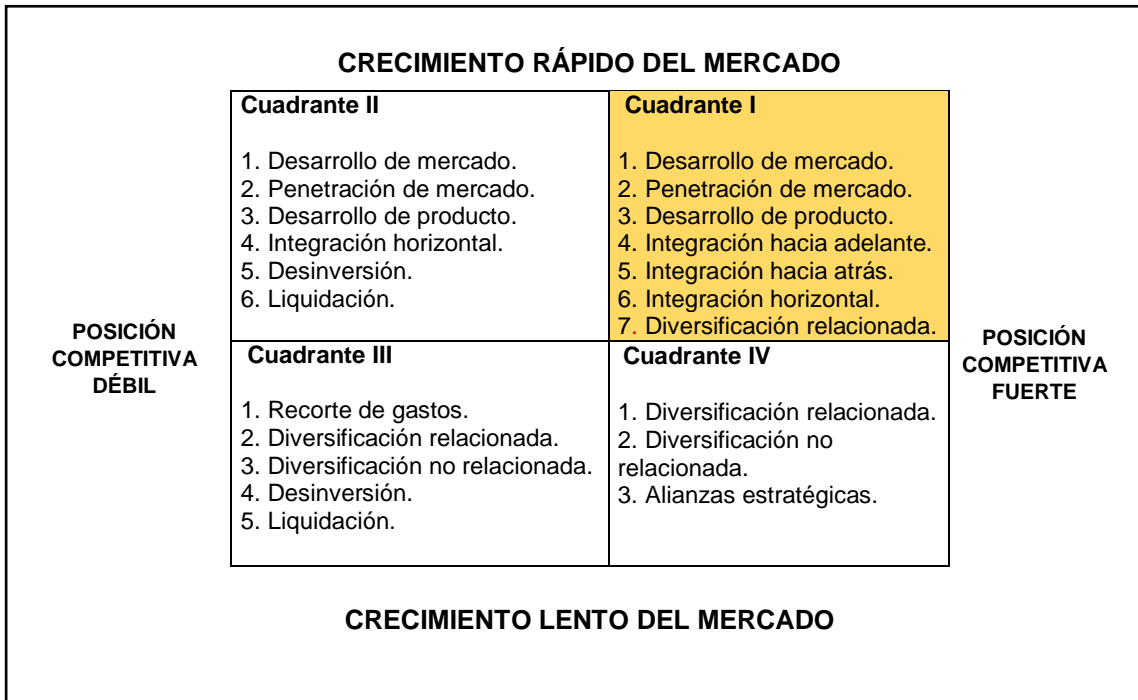 CRECIMIENTO RÁPIDO DEL MERCADO
Cuadrante II
1. Desarrollo de mercado.
2. Penetración de mercado.
3. Desarrollo de producto.
4. Integración horizontal.
5. Desinversión.
6. Liquidación.
Cuadrante I
1. Desarrollo de mercado.
2. Penetración de mercado.
3. Desarrollo de producto.
4. Integración hacia adelante.
5. Integración hacia atrás.
6. Integración horizontal.
7. Diversificación relacionada.
POSICIÓN
COMPETITIVA
DÉBIL
POSICIÓN
COMPETITIVA
FUERTE
Cuadrante III
1. Recorte de gastos.
2. Diversificación relacionada.
3. Diversificación no relacionada.
4. Desinversión.
5. Liquidación.
Cuadrante IV
1. Diversificación relacionada.
2. Diversificación no
relacionada.
3. Alianzas estratégicas.
CRECIMIENTO LENTO DEL MERCADO